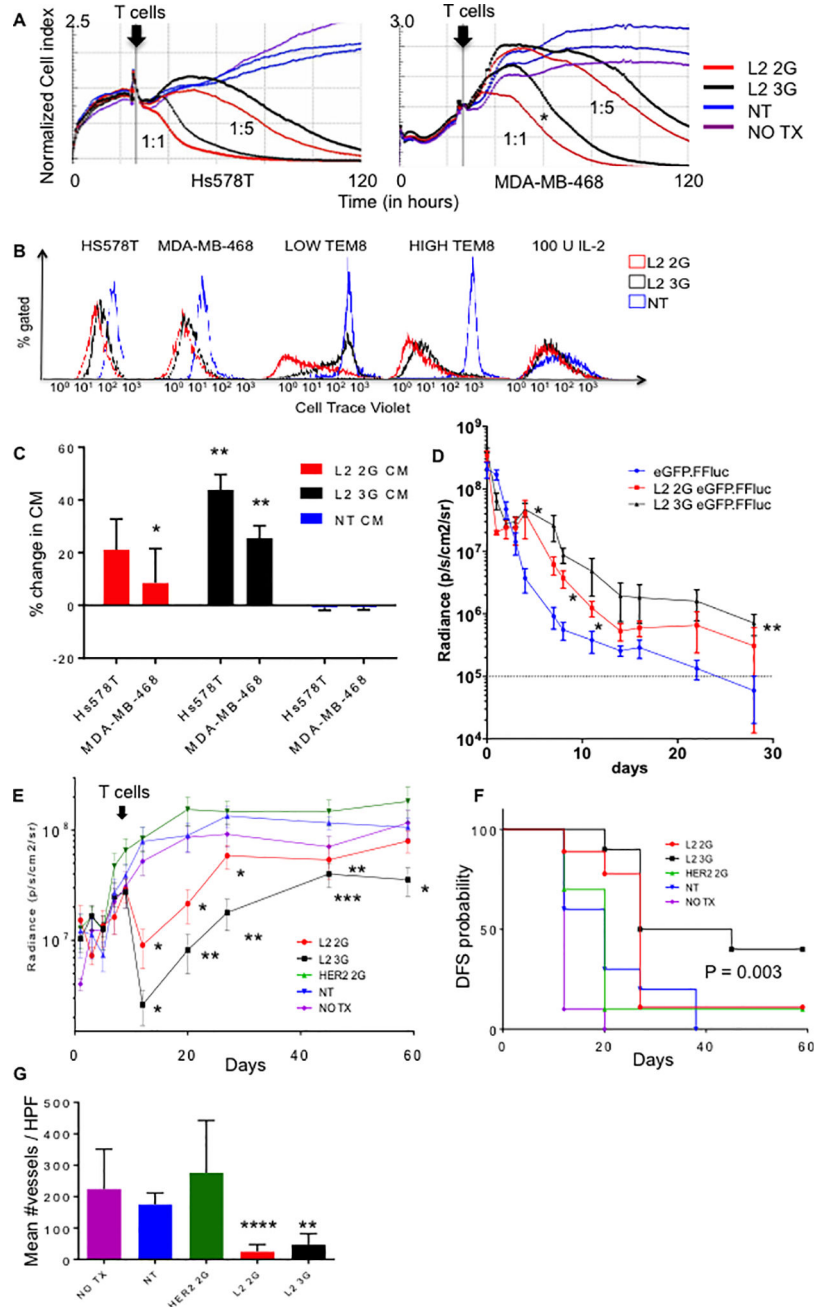 A
T cells
T cells
2.5
3.0
Normalized Cell index
1:1
1:5
1:1
*
1:5
L2 2G
L2 3G
NT
NO TX
0
Hs578T
120
0
MDA-MB-468
120
Time (in hours)
B
HS578T
MDA-MB-468
LOW TEM8
HIGH TEM8
100 U IL-2
L2 2G
L2 3G
NT
% gated
10⁰ 10¹ 10² 10³
10⁰ 10¹ 10² 10³
10⁰ 10¹ 10² 10³
10⁰ 10¹ 10² 10³
10⁰ 10¹ 10² 10³
Cell Trace Violet
C
% change in CM
60
40
20
0
-20
*
**
**
L2 2G CM
L2 3G CM
NT CM
Hs578T
MDA-MB-468
Hs578T
MDA-MB-468
Hs578T
MDA-MB-468
D
Radiance (p/s/cm2/sr)
10⁹
10⁸
10⁷
10⁶
10⁵
10⁴
eGFP.FFluc
L2 2G eGFP.FFluc
L2 3G eGFP.FFluc
*
*
*
**
0
10
20
30
days
E
T cells
Radiance (p/s/cm2/sr)
10⁸
10⁷
*
*
*
*
**
**
**
***
*
L2 2G
L2 3G
HER2 2G
NT
NO TX
0
20
40
60
Days
F
DFS probability
100
50
0
L2 2G
L2 3G
HER2 2G
NT
NO TX
P = 0.003
0
20
40
60
Days
G
Mean #vessels / HPF
500
400
300
200
100
0
****
**
NO TX
NT
HER2 2G
L2 2G
L2 3G